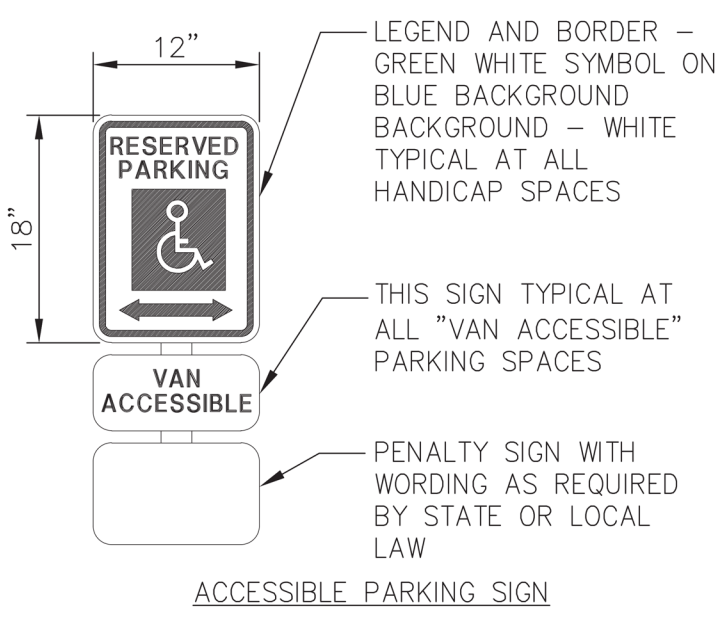 12”
LEGEND AND BORDER –
GREEN WHITE SYMBOL ON
BLUE BACKGROUND
BACKGROUND – WHITE
TYPICAL AT ALL
HANDICAP SPACES
18”
RESERVED
PARKING
THIS SIGN TYPICAL AT
ALL ”VAN ACCESSIBLE”
PARKING SPACES
VAN
ACCESSIBLE
PENALTY SIGN WITH
WORDING AS REQUIRED
BY STATE OR LOCAL
LAW
ACCESSIBLE PARKING SIGN